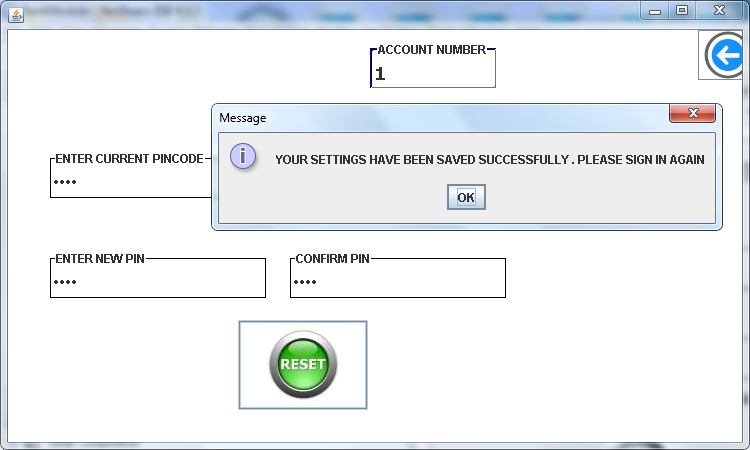 ACCOUNT NUMBER
1
Message
i
YOUR SETTINGS HAVE BEEN SAVED SUCCESSFULLY . PLEASE SIGN IN AGAIN
OK
ENTER CURRENT PINCODE
••••
ENTER NEW PIN
••••
CONFIRM PIN
••••
RESET